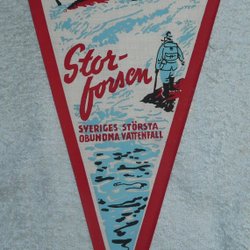 Stor-
forsen
SVERIGES STÖRSTA
OBUNDNA VATTENFALL